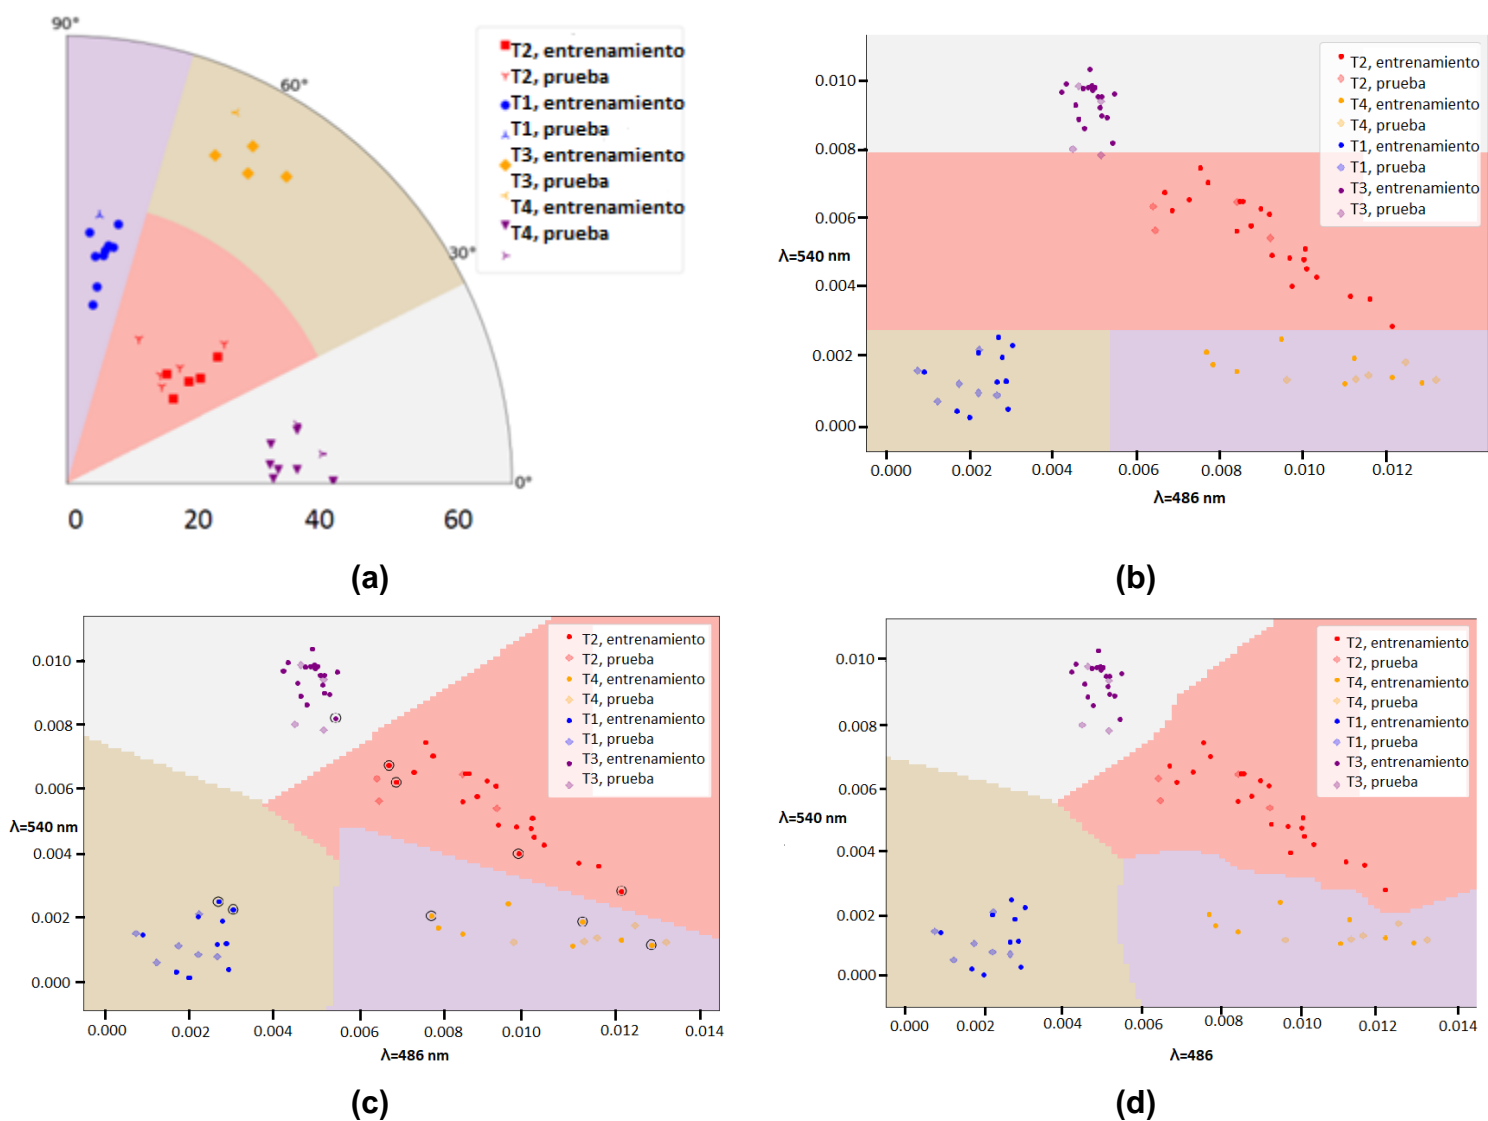 90°
60°
30°
0°
0 20 40 60
T2, entrenamiento
T2, prueba
T1, entrenamiento
T1, prueba
T3, entrenamiento
T3, prueba
T4, entrenamiento
T4, prueba
(a)
0.010
0.008
0.006
λ=540 nm
0.004
0.002
0.000
0.000 0.002 0.004 0.006 0.008 0.010 0.012
λ=486 nm
T2, entrenamiento
T2, prueba
T4, entrenamiento
T4, prueba
T1, entrenamiento
T1, prueba
T3, entrenamiento
T3, prueba
(b)
0.010
0.008
0.006
λ=540 nm
0.004
0.002
0.000
0.000 0.002 0.004 0.006 0.008 0.010 0.012 0.014
λ=486 nm
T2, entrenamiento
T2, prueba
T4, entrenamiento
T4, prueba
T1, entrenamiento
T1, prueba
T3, entrenamiento
T3, prueba
(c)
0.010
0.008
0.006
λ=540 nm
0.004
0.002
0.000
0.000 0.002 0.004 0.006 0.008 0.010 0.012 0.014
λ=486
T2, entrenamiento
T2, prueba
T4, entrenamiento
T4, prueba
T1, entrenamiento
T1, prueba
T3, entrenamiento
T3, prueba
(d)